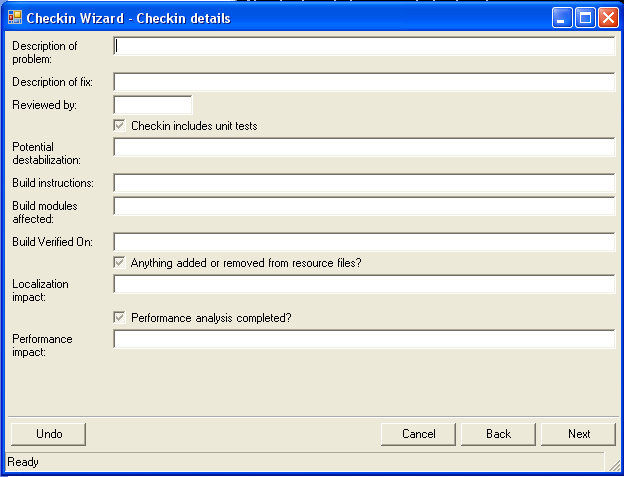 Checkin Wizard - Checkin details
Description of
problem:
Description of fix:
Reviewed by:
Checkin includes unit tests
Potential
destabilization:
Build instructions:
Build modules
affected:
Build Verified On:
Anything added or removed from resource files?
Localization
impact:
Performance analysis completed?
Performance
impact:
Undo
Cancel
Back
Next
Ready